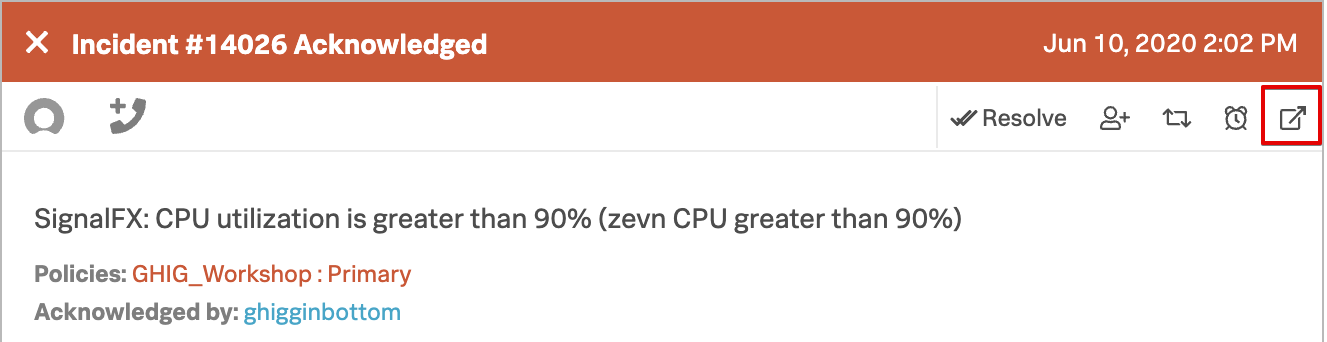 Incident #14026 Acknowledged
Jun 10, 2020 2:02 PM
Resolve
SignalFX: CPU utilization is greater than 90% (zevn CPU greater than 90%)
Policies: GHIG_Workshop : Primary
Acknowledged by: ghigginbottom